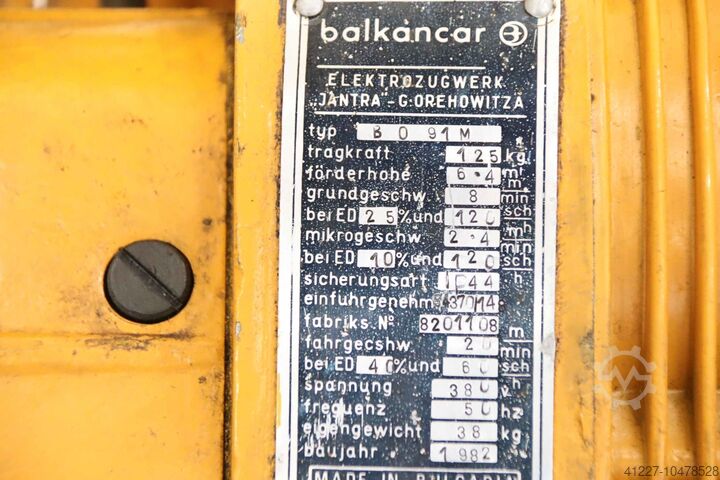 balkancar
ELEKTROZUGWERK
„JANTRA"-G·OREHOWITZA
typ B 0 91 M
tragkraft 125 kg
förderhöhe 6.4 m
grundgeschw 8 m/min
bei ED 25 % und 120 sch/h
mikrogeschw 2.4 m/min
bei ED 10 % und 120 sch/h
sicherungsart IP44
einfuhrgenehm 37014
fabriks.Nº 8201108
fahrgecshw 20 m/min
bei ED 40 % und 60 sch/h
spannung 380 v
frequenz 50 hz
eigengewicht 38 kg
baujahr 1982
MADE IN BULGARIA
41227-10478528